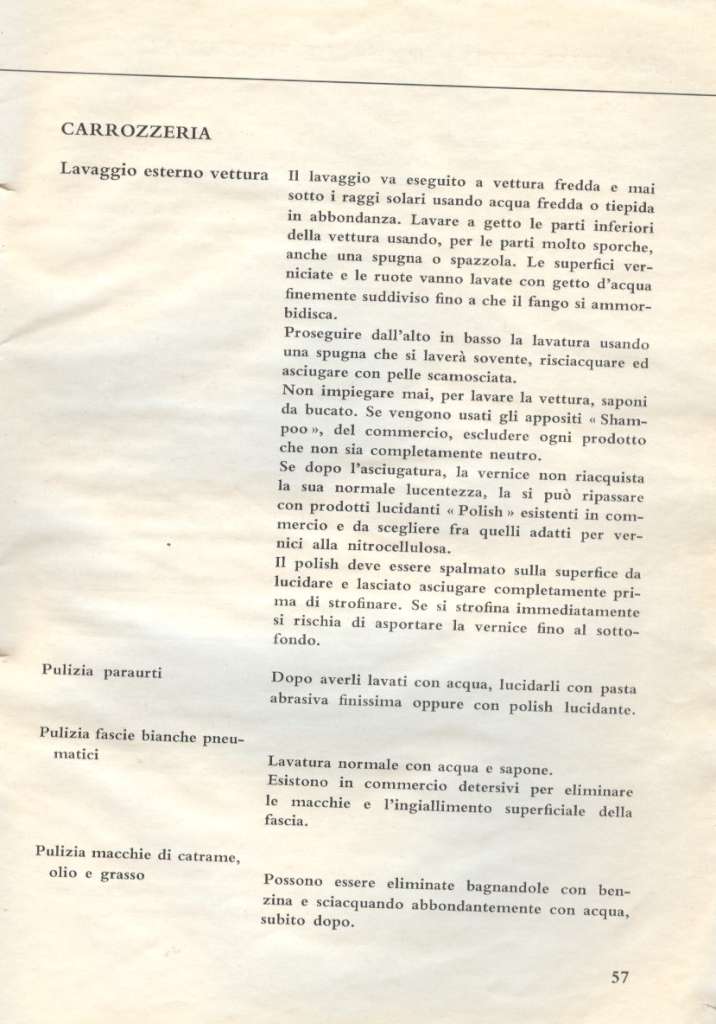 CARROZZERIA
Lavaggio esterno vettura
Il lavaggio va eseguito a vettura fredda e mai
sotto i raggi solari usando acqua fredda o tiepida
in abbondanza. Lavare a getto le parti inferiori
della vettura usando, per le parti molto sporche,
anche una spugna o spazzola. Le superfici ver-
niciate e le ruote vanno lavate con getto d'acqua
finemente suddiviso fino a che il fango si ammor-
bidisca.
Proseguire dall'alto in basso la lavatura usando
una spugna che si laverà sovente, risciacquare ed
asciugare con pelle scamosciata.
Non impiegare mai, per lavare la vettura, saponi
da bucato. Se vengono usati gli appositi « Sham-
poo », del commercio, escludere ogni prodotto
che non sia completamente neutro.
Se dopo l'asciugatura, la vernice non riacquista
la sua normale lucentezza, la si può ripassare
con prodotti lucidanti « Polish » esistenti in com-
mercio e da scegliere fra quelli adatti per ver-
nici alla nitrocellulosa.
Il polish deve essere spalmato sulla superfice da
lucidare e lasciato asciugare completamente pri-
ma di strofinare. Se si strofina immediatamente
si rischia di asportare la vernice fino al sotto-
fondo.
Pulizia paraurti
Dopo averli lavati con acqua, lucidarli con pasta
abrasiva finissima oppure con polish lucidante.
Pulizia fascie bianche pneu-
matici
Lavatura normale con acqua e sapone.
Esistono in commercio detersivi per eliminare
le macchie e l'ingiallimento superficiale della
fascia.
Pulizia macchie di catrame,
olio e grasso
Possono essere eliminate bagnandole con ben-
zina e sciacquando abbondantemente con acqua,
subito dopo.
57